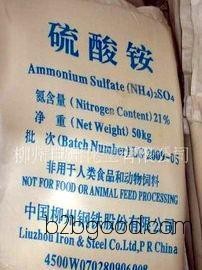 硫酸铵
Ammonium Sulfate (NH₄)₂SO₄
氮含量 (Nitrogen Content) 21%
净 重 (Net Weight) 50kg
批 次 (Batch Number)
2009-05
非用于人类食品和动物饲料
NOT FOR FOOD OR ANIMAL FEED PROCESSING
中国柳州钢铁股份有限公司
Liuzhou Iron & Steel Co.Ltd.,P R China
b2bgood.com